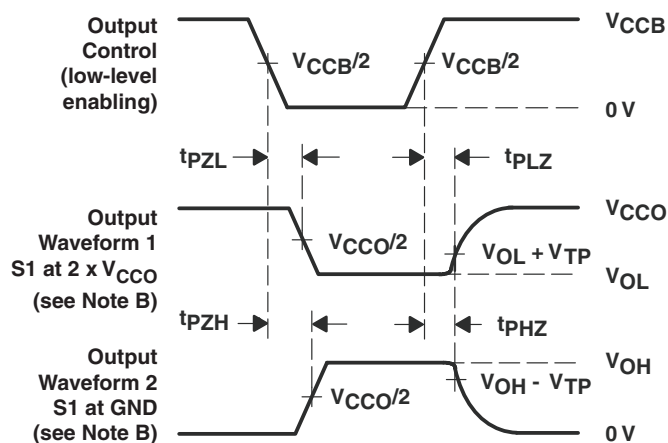 Output
Control
(low-level
enabling)
VCCB/2
VCCB/2
VCCB
0 V
tPZL
tPLZ
Output
Waveform 1
S1 at 2 x VCCO
(see Note B)
VCCO/2
VCCO
VOL + VTP
VOL
tPZH
tPHZ
Output
Waveform 2
S1 at GND
(see Note B)
VCCO/2
VOH
VOH - VTP
0 V